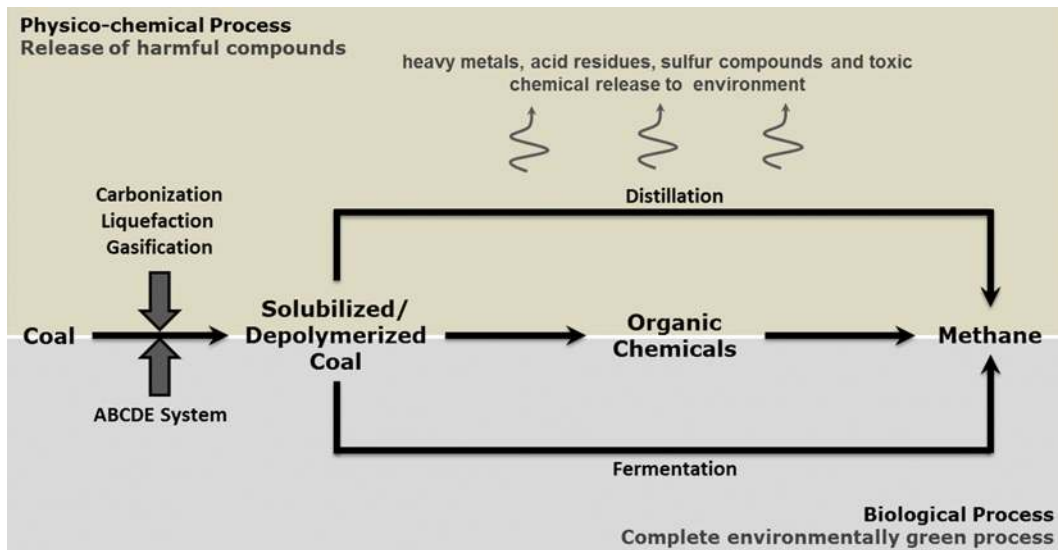 Physico-chemical Process
Release of harmful compounds
heavy metals, acid residues, sulfur compounds and toxic
chemical release to environment
Carbonization
Liquefaction
Gasification
Distillation
Coal
Solubilized/
Depolymerized
Coal
Organic
Chemicals
Methane
ABCDE System
Fermentation
Biological Process
Complete environmentally green process